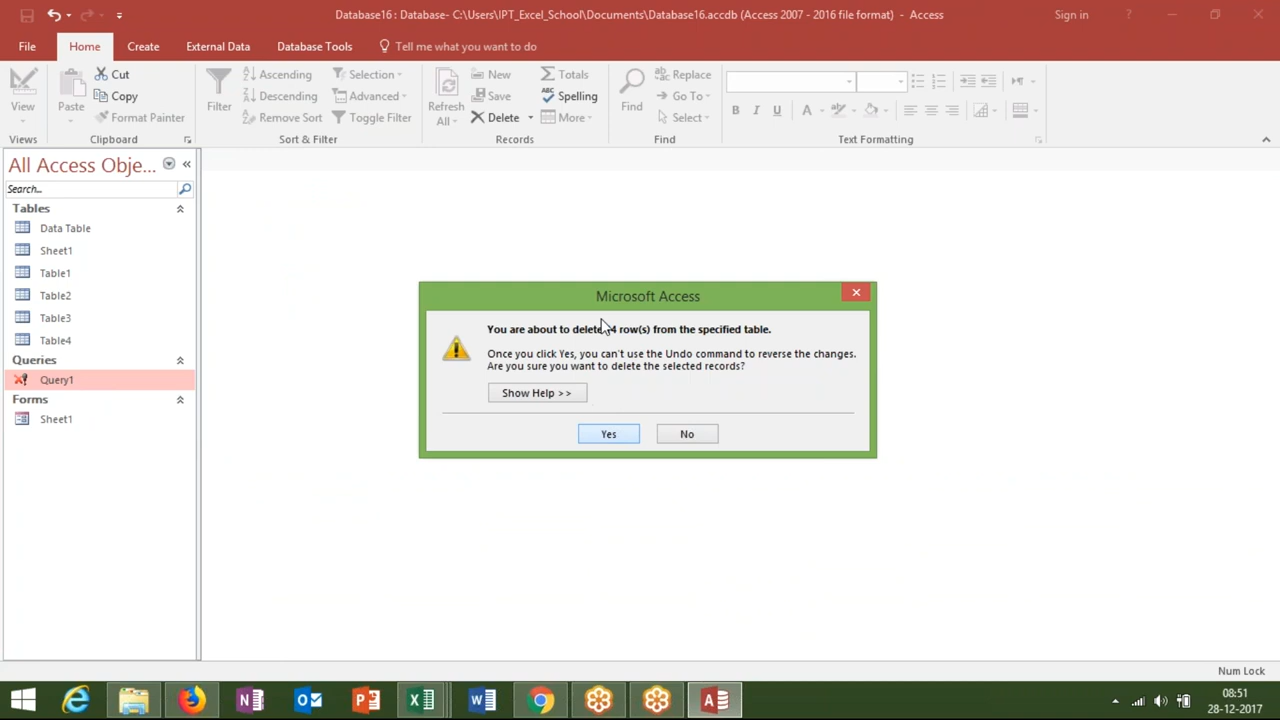 Database16 : Database- C:\Users\IPT_Excel_School\Documents\Database16.accdb (Access 2007 - 2016 file format) - Access
Sign in
?
File
Home
Create
External Data
Database Tools
Tell me what you want to do
View
Views
Paste
Cut
Copy
Format Painter
Clipboard
Filter
Ascending
Descending
Remove Sort
Selection
Advanced
Toggle Filter
Sort & Filter
Refresh
All
New
Save
Delete
Totals
Spelling
More
Records
Find
Replace
Go To
Select
Find
B I U
A
Text Formatting
All Access Obje...
Search...
Tables
Data Table
Sheet1
Table1
Table2
Table3
Table4
Queries
Query1
Forms
Sheet1
Microsoft Access
You are about to delete 4 row(s) from the specified table.
Once you click Yes, you can't use the Undo command to reverse the changes.
Are you sure you want to delete the selected records?
Show Help >>
Yes
No
Num Lock
08:51
28-12-2017